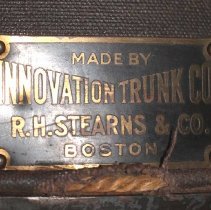 MADE BY
INNOVATION TRUNK CO
R.H.STEARNS & CO.
BOSTON